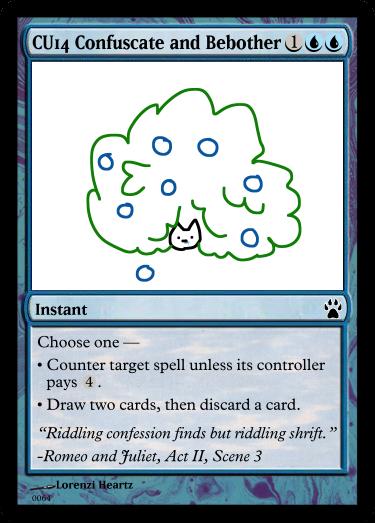 CU14 Confuscate and Bebother 1
Instant
Choose one —
• Counter target spell unless its controller
pays 4 .
• Draw two cards, then discard a card.
“Riddling confession finds but riddling shrift.”
-Romeo and Juliet, Act II, Scene 3
Lorenzi Heartz
0064